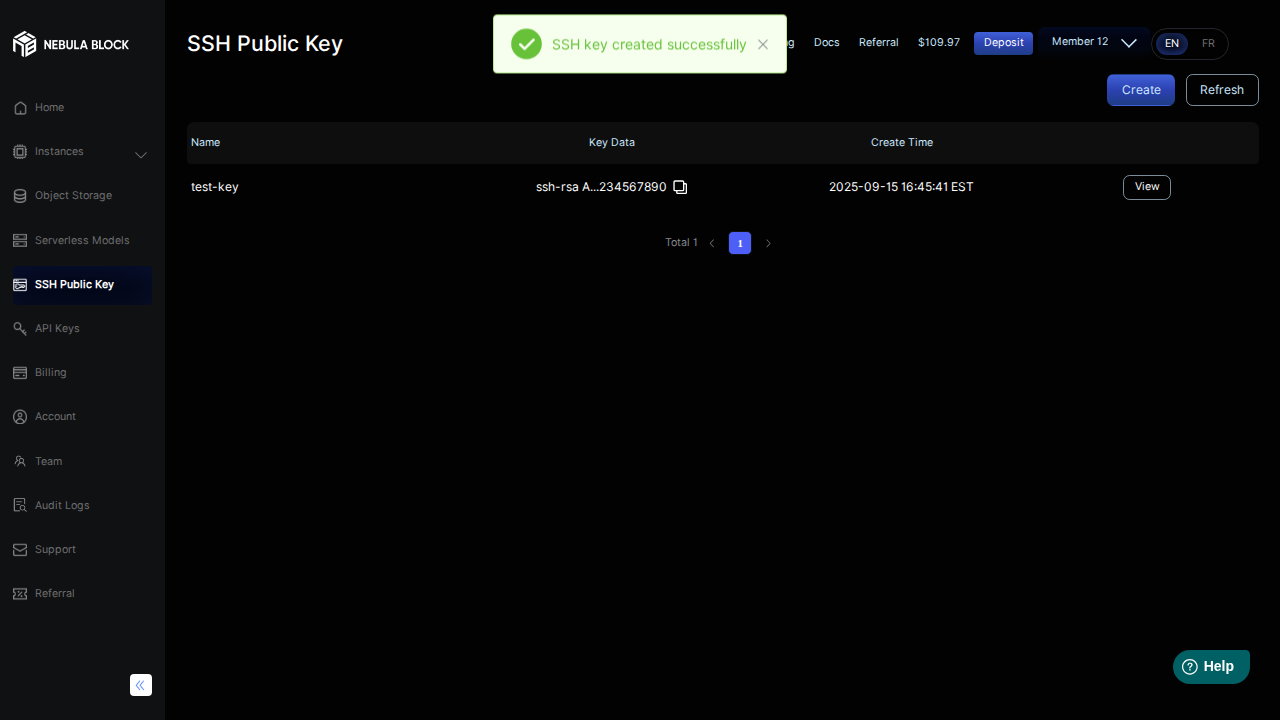 NEBULA BLOCK
Home
Instances
Object Storage
Serverless Models
SSH Public Key
API Keys
Billing
Account
Team
Audit Logs
Support
Referral
SSH Public Key
SSH key created successfully
Docs
Referral
$109.97
Deposit
Member 12
EN
FR
Create
Refresh
Name
Key Data
Create Time
test-key
ssh-rsa A...234567890
2025-09-15 16:45:41 EST
View
Total 1
1
Help